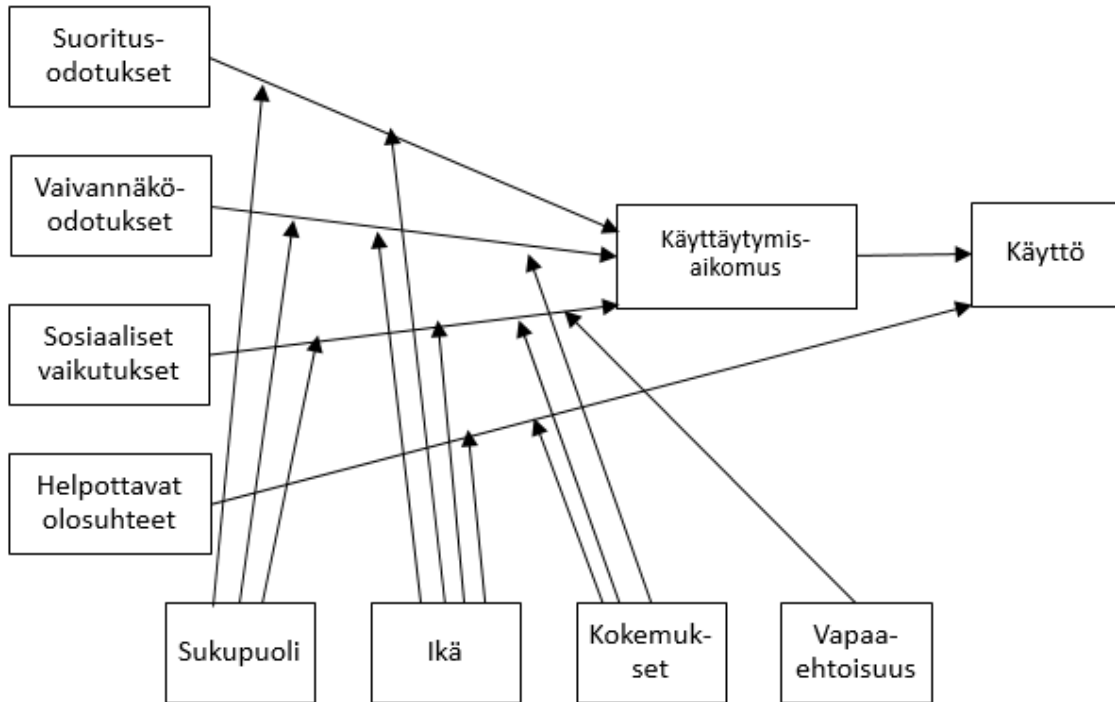 Suoritus-
odotukset
Vaivannäkö-
odotukset
Sosiaaliset
vaikutukset
Helpottavat
olosuhteet
Käyttäytymis-
aikomus
Käyttö
Sukupuoli
Ikä
Kokemuk-
set
Vapaa-
ehtoisuus